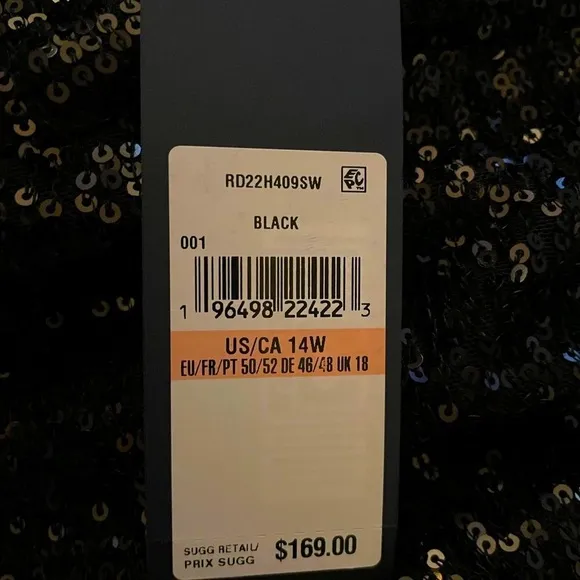 RD22H409SW EPC™
BLACK
001
1 96498 22422 3
US/CA 14W
EU/FR/PT 50/52 DE 46/48 UK 18
SUGG RETAIL/ $169.00
PRIX SUGG